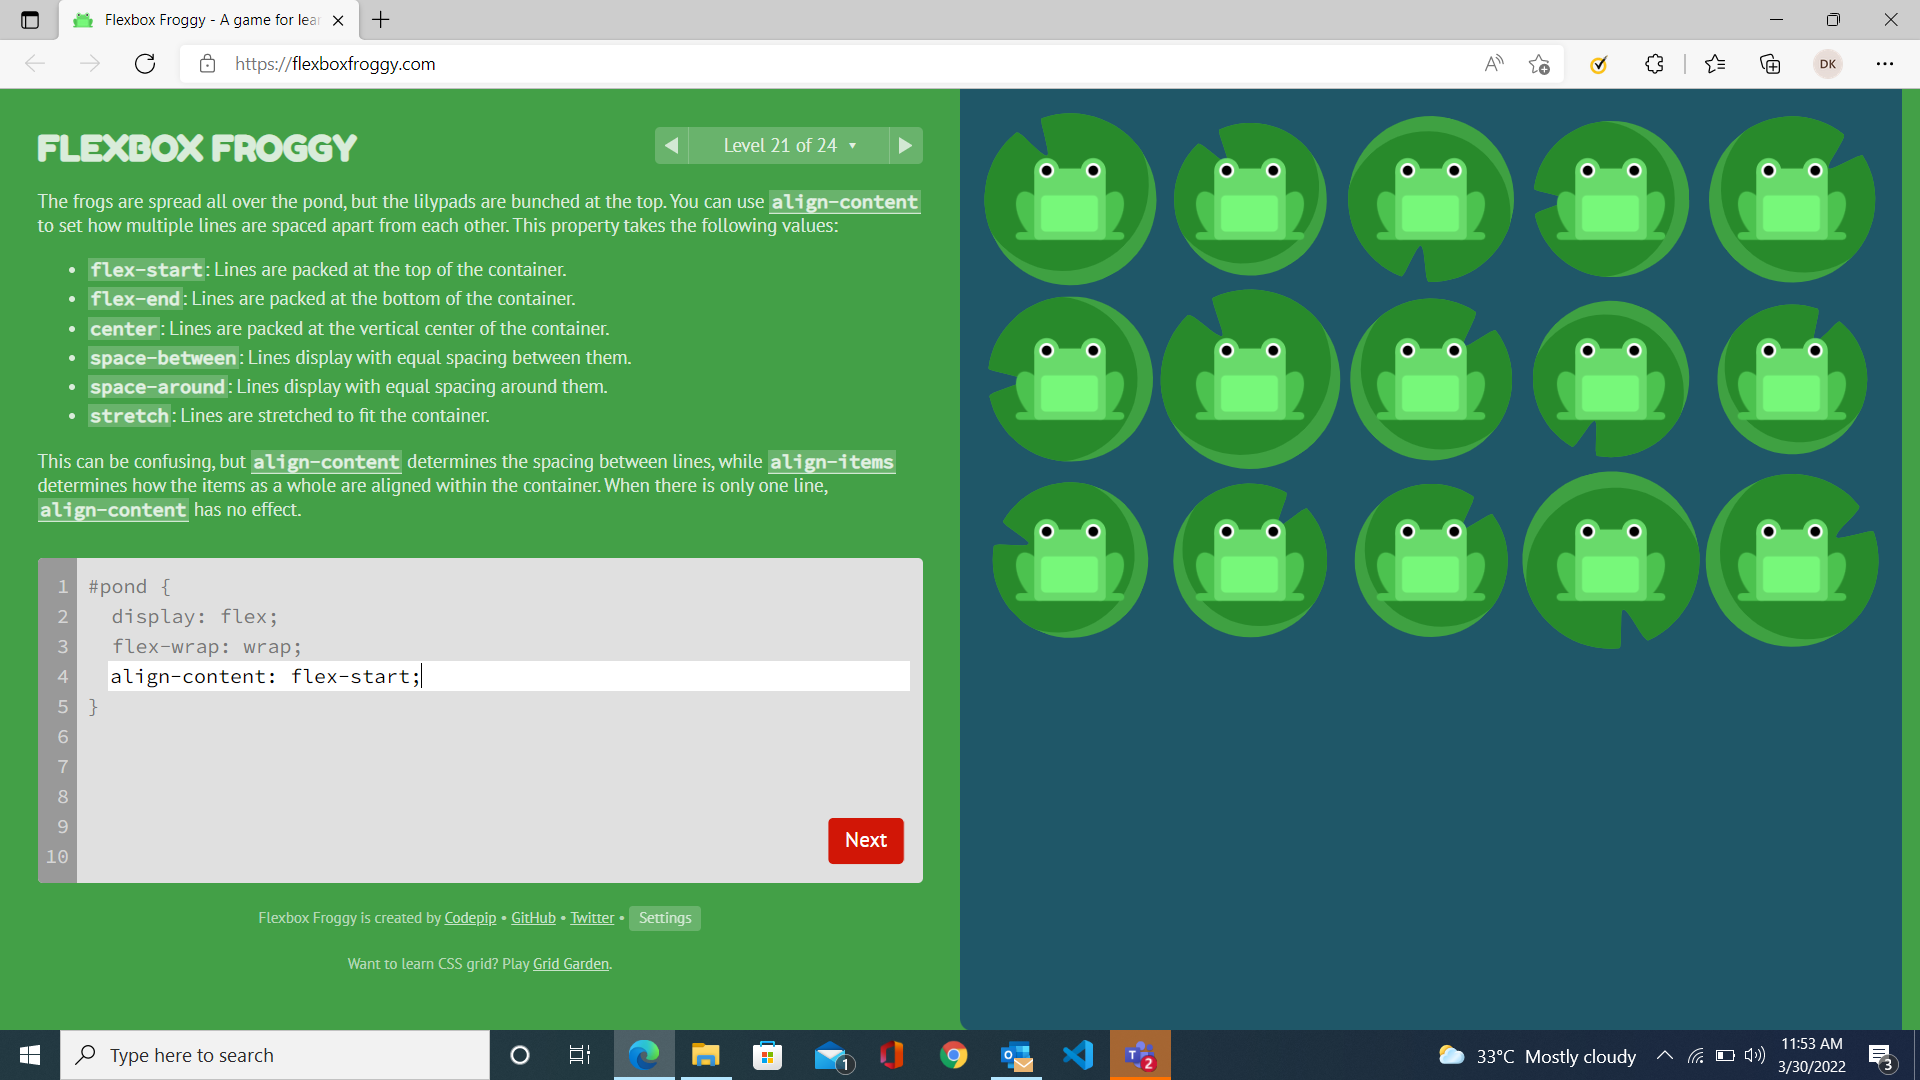 Flexbox Froggy - A game for lear
https://flexboxfroggy.com
DK
FLEXBOX FROGGY
Level 21 of 24
The frogs are spread all over the pond, but the lilypads are bunched at the top. You can use align-content
to set how multiple lines are spaced apart from each other. This property takes the following values:
• flex-start: Lines are packed at the top of the container.
• flex-end: Lines are packed at the bottom of the container.
• center: Lines are packed at the vertical center of the container.
• space-between: Lines display with equal spacing between them.
• space-around: Lines display with equal spacing around them.
• stretch: Lines are stretched to fit the container.
This can be confusing, but align-content determines the spacing between lines, while align-items
determines how the items as a whole are aligned within the container. When there is only one line,
align-content has no effect.
1 #pond {
2 display: flex;
3 flex-wrap: wrap;
4 align-content: flex-start;
5 }
6
7
8
9
10
Next
Flexbox Froggy is created by Codepip • GitHub • Twitter • Settings
Want to learn CSS grid? Play Grid Garden.
Type here to search
1
2
33°C Mostly cloudy
11:53 AM
3/30/2022
3